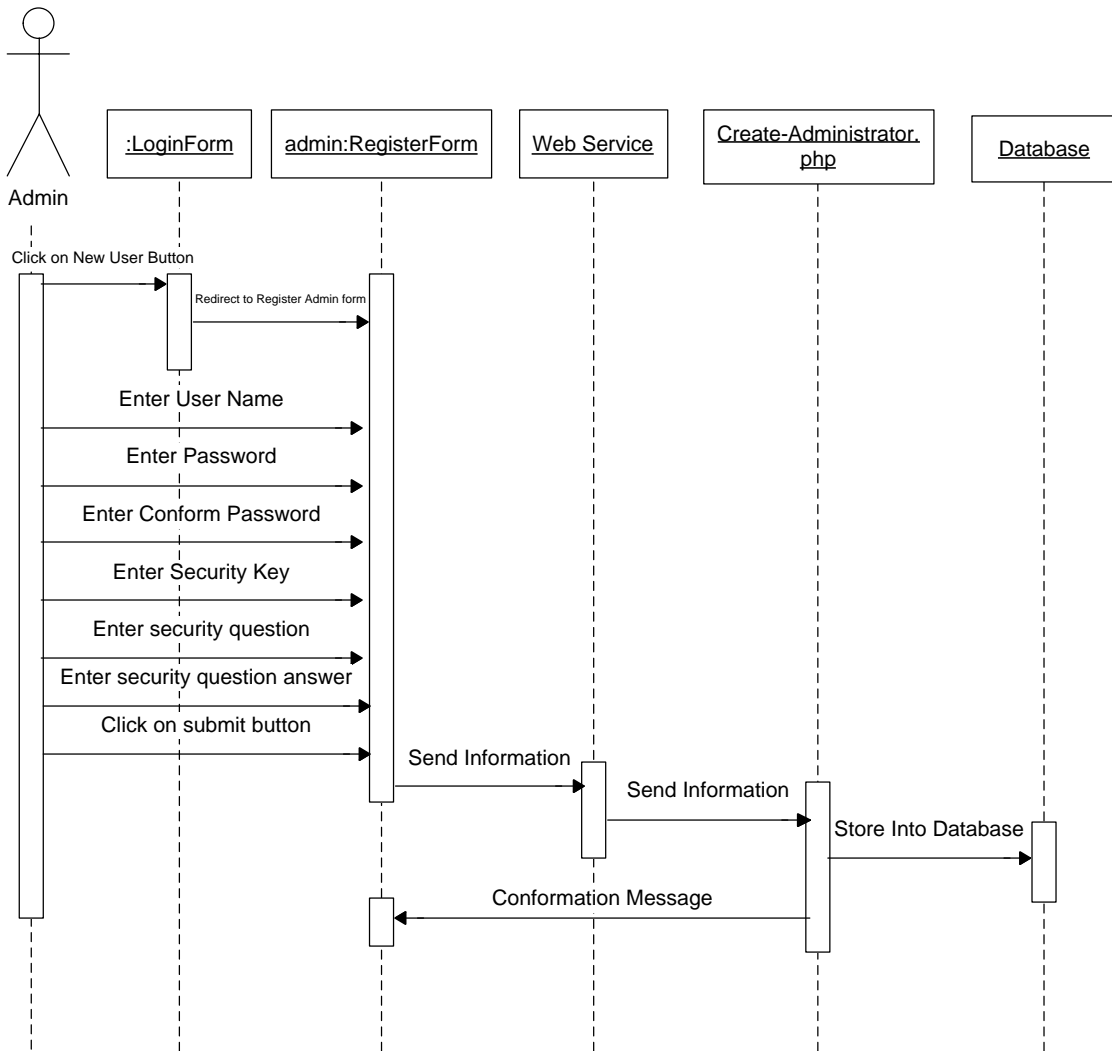 :LoginForm
admin:RegisterForm
Web Service
Create-Administrator.
php
Database
Admin
Click on New User Button
Redirect to Register Admin form
Enter User Name
Enter Password
Enter Conform Password
Enter Security Key
Enter security question
Enter security question answer
Click on submit button
Send Information
Send Information
Store Into Database
Conformation Message